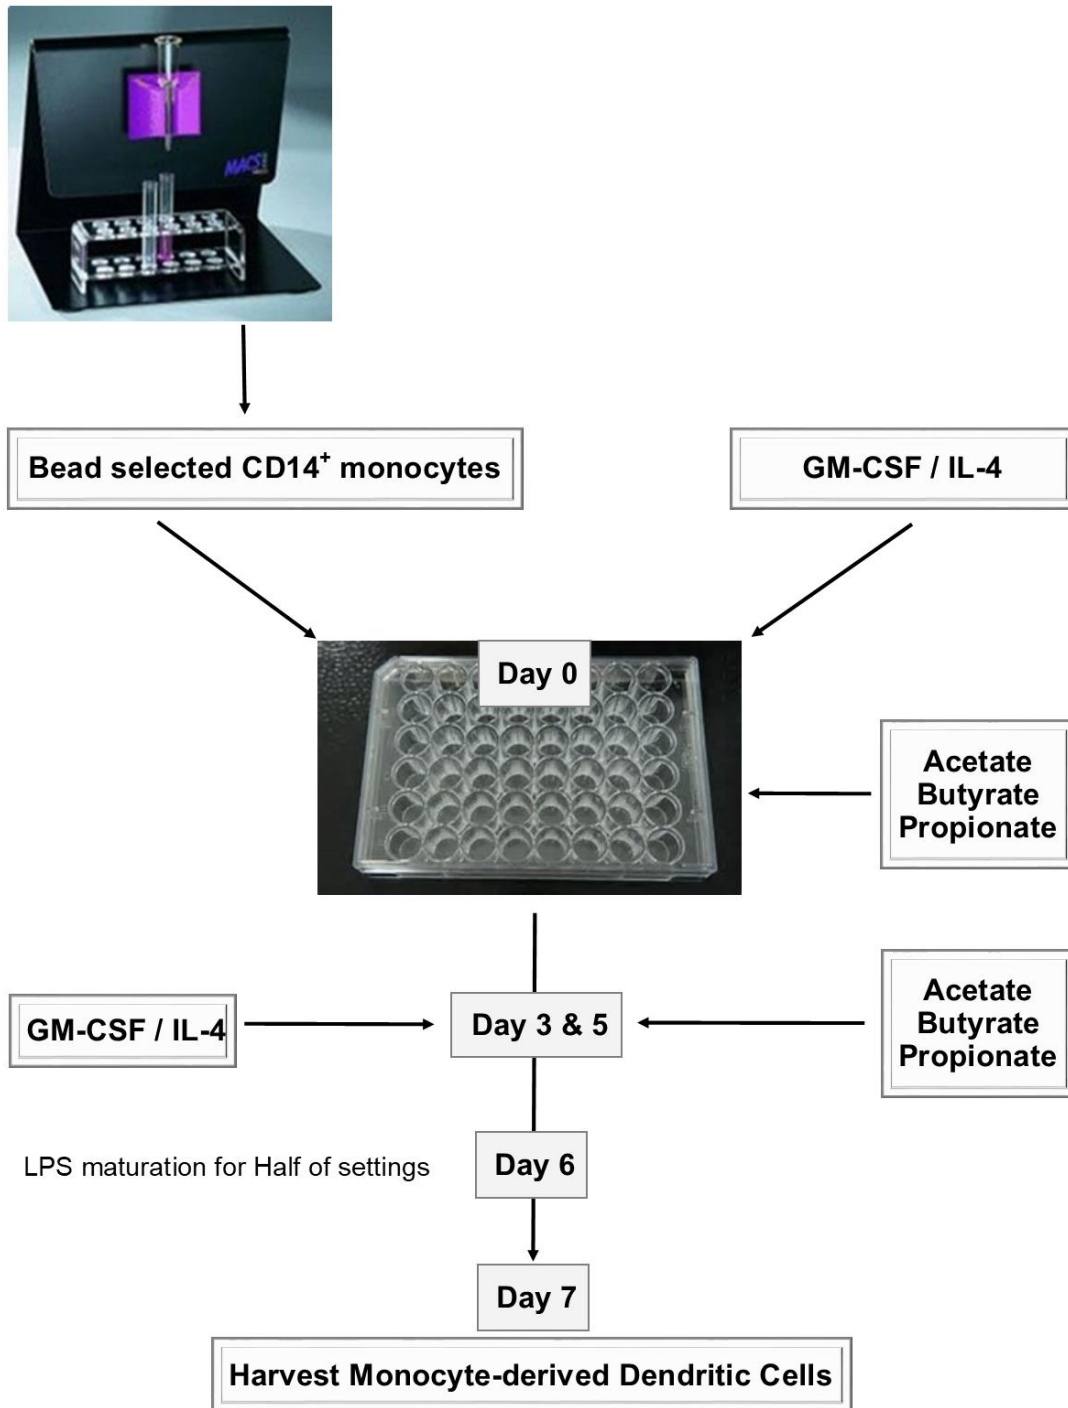 MACS
Bead selected CD14⁺ monocytes
GM-CSF / IL-4
Day 0
Acetate
Butyrate
Propionate
GM-CSF / IL-4
Day 3 & 5
Acetate
Butyrate
Propionate
LPS maturation for Half of settings
Day 6
Day 7
Harvest Monocyte-derived Dendritic Cells